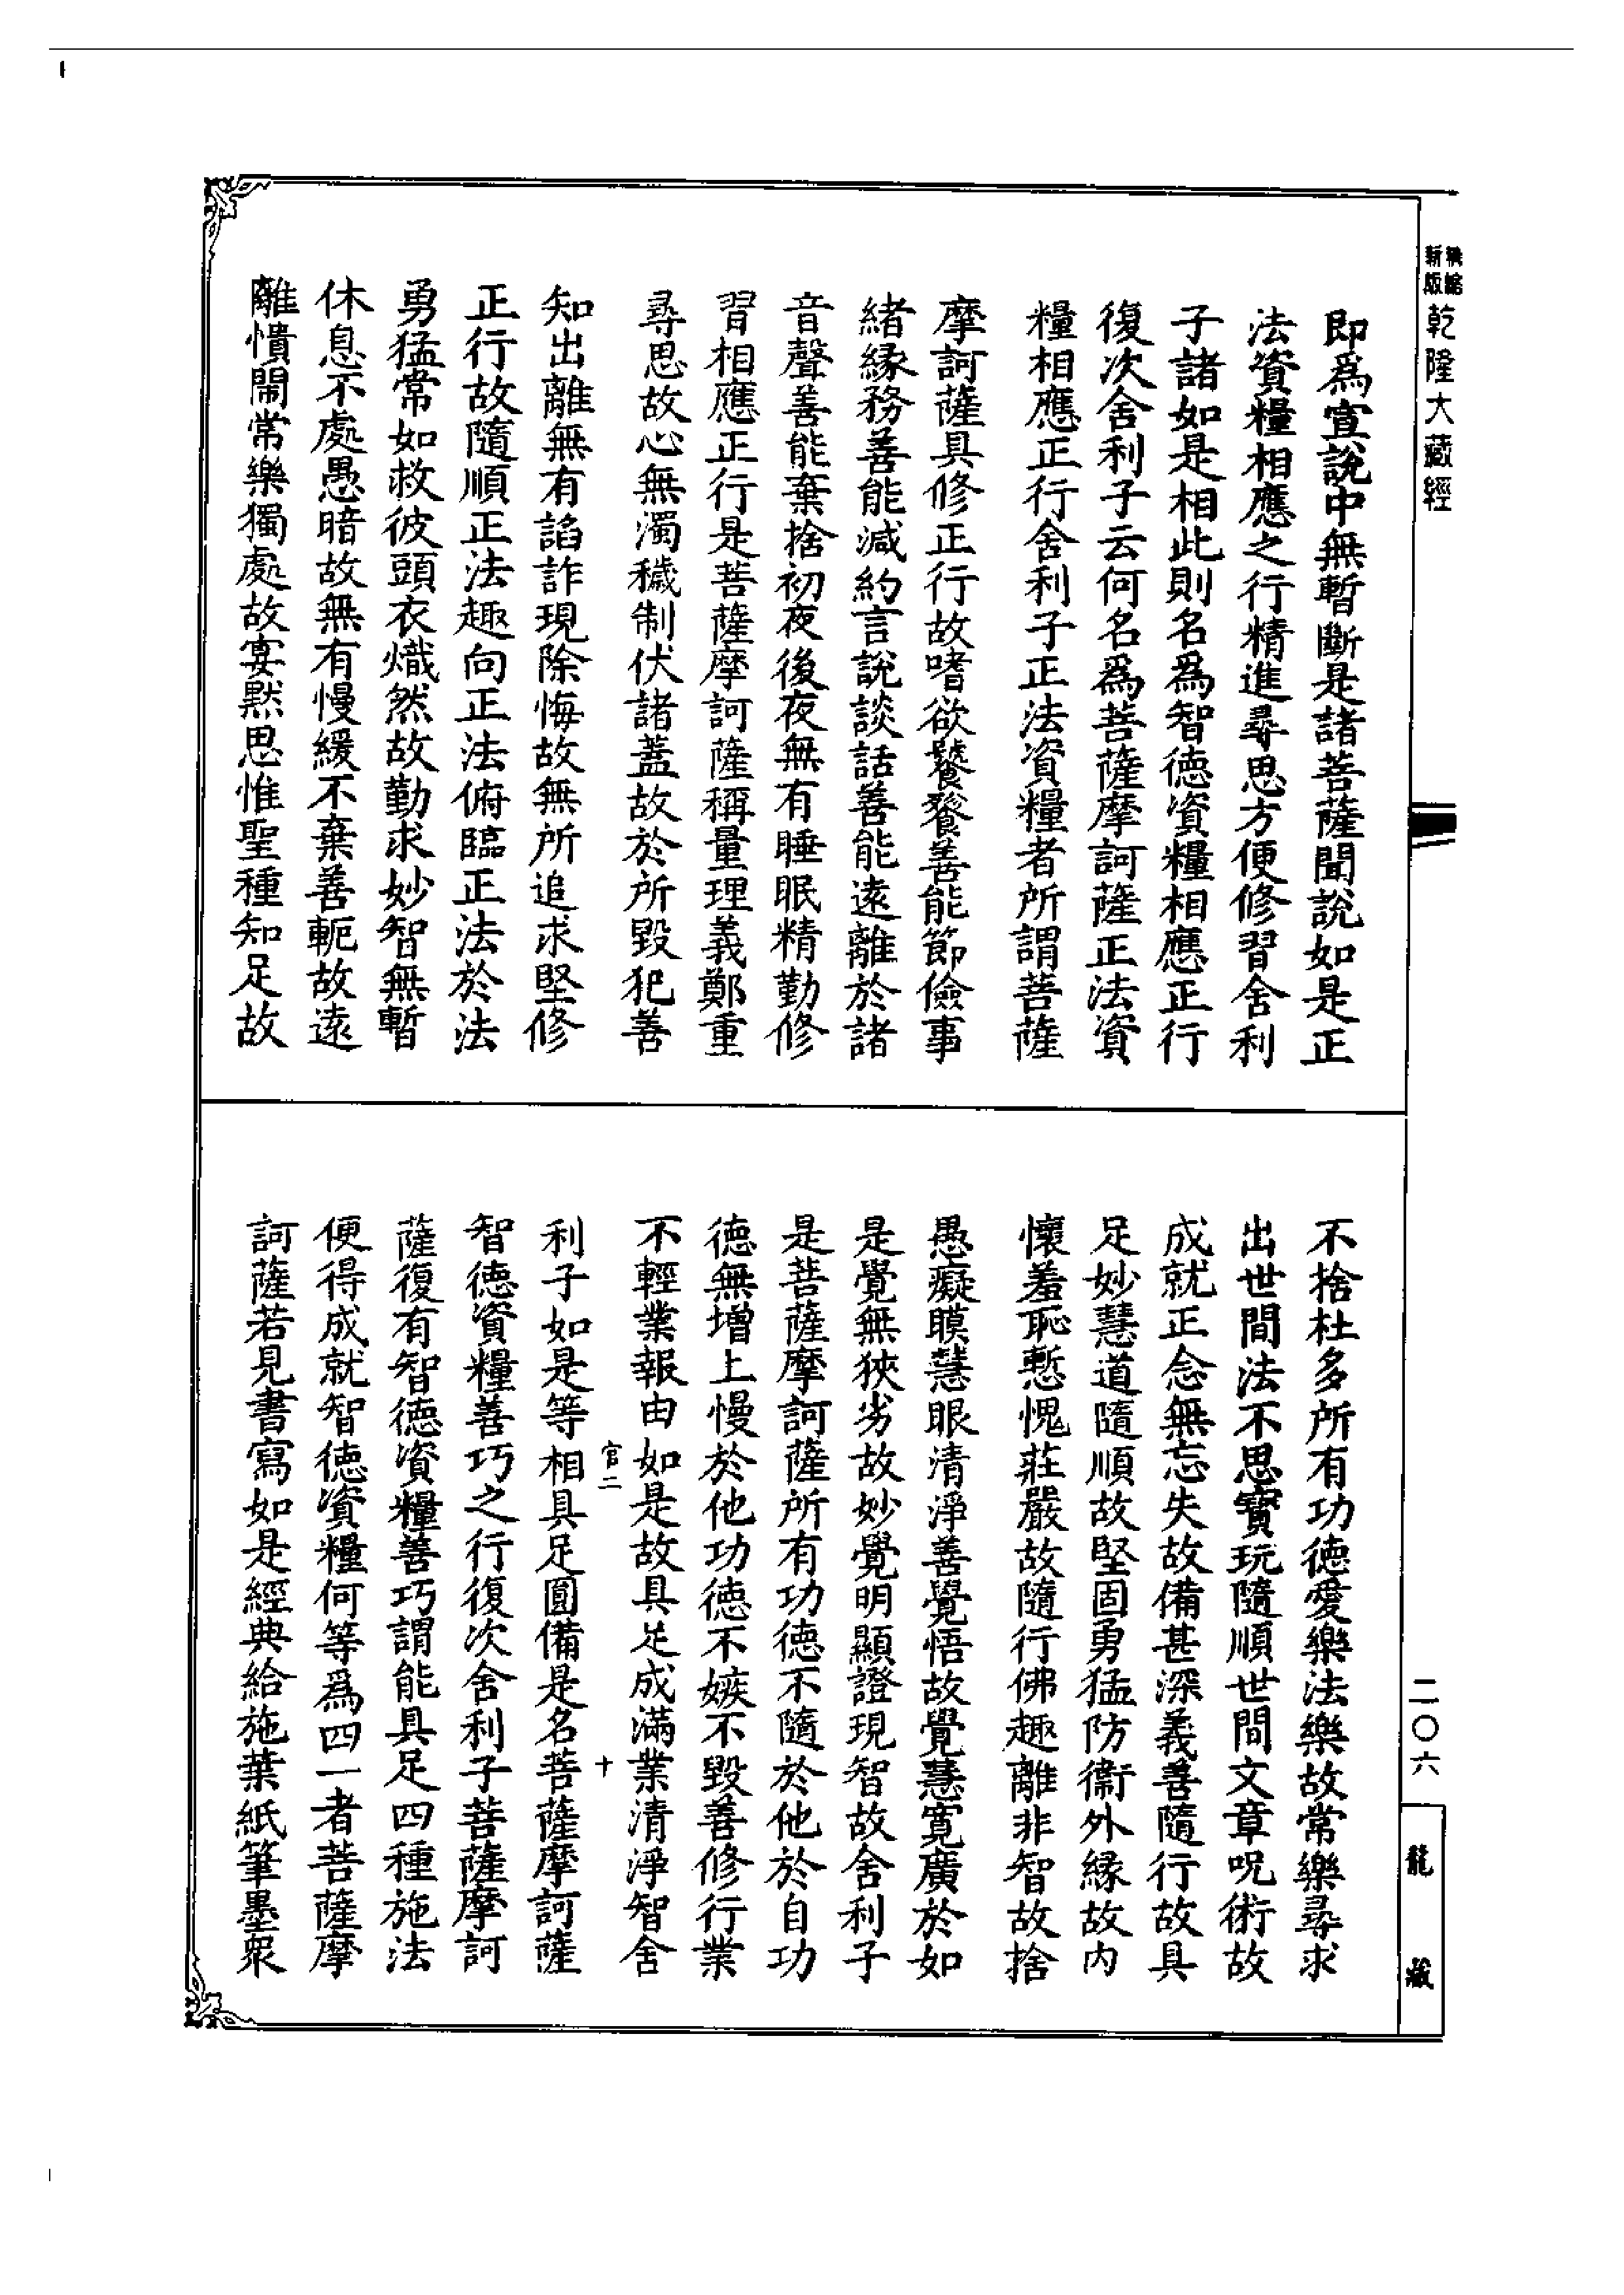 新版
縮
乾隆大藏經
即爲宣說中無暫斷是諸菩薩聞說如是正
法資糧相應之行精進尋思方便修習舍利
子諸如是相此則名爲智德資糧相應正行
復次舍利子云何名爲菩薩摩訶薩正法資
糧相應正行舍利子正法資糧者所謂菩薩
摩訶薩具修正行故嗜欲饕餮善能節儉事
緒緣務善能減約言說談話善能遠離於諸
音聲善能棄捨初夜後夜無有睡眠精勤修
習相應正行是菩薩摩訶薩稱量理義鄭重
尋思故心無濁穢制伏諸蓋故於所毀犯善
知出離無有諂詐現除悔故無所追求堅修
正行故隨順正法趣向正法俯臨正法於法
勇猛常如救彼頭衣熾然故勤求妙智無暫
休息不處愚暗故無有慢緩不棄善軛故遠
離憒鬧常樂獨處故宴默思惟聖種知足故
不捨杜多所有功德愛樂法樂故常樂尋求
出世間法不思寶玩隨順世間文章呪術故
成就正念無忘失故備甚深義善隨行故具
足妙慧道隨順故堅固勇猛防衞外緣故內
懷羞恥慙愧莊嚴故隨行佛趣離非智故捨
愚癡瞙慧眼清淨善覺悟故覺慧寬廣於如
是覺無狹劣故妙覺明顯證現智故舍利子
是菩薩摩訶薩所有功德不隨於他於自功
德無增上慢於他功德不嫉不毀善修行業
不輕業報由如是故具足成滿業清淨智舍
官二
十
利子如是等相具足圓備是名菩薩摩訶薩
智德資糧善巧之行復次舍利子菩薩摩訶
薩復有智德資糧善巧謂能具足四種施法
便得成就智德資糧何等爲四一者菩薩摩
訶薩若見書寫如是經典給施葉紙筆墨衆
二〇六
龍藏